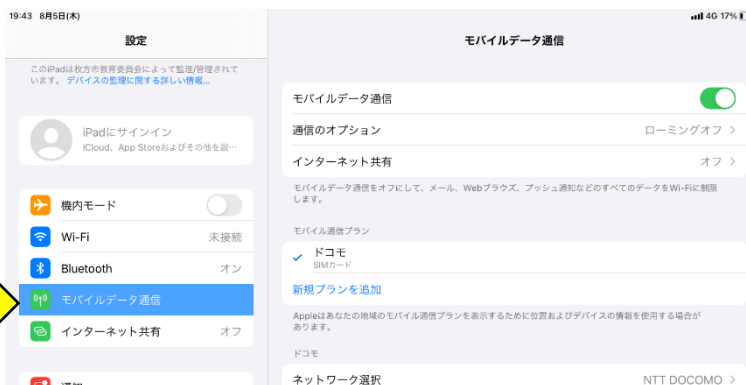 19:43 8月5日(木)
4G 17%
設定
このiPadは枚方市教育委員会によって監理/管理されて
います。デバイスの監理に関する詳しい情報...
iPadにサインイン
iCloud、App Storeおよびその他を設…
機内モード
Wi-Fi 未接続
Bluetooth オン
モバイルデータ通信
インターネット共有 オフ
モバイルデータ通信
モバイルデータ通信
通信のオプション ローミングオフ
インターネット共有 オフ
モバイルデータ通信をオフにして、メール、Webブラウズ、プッシュ通知などのすべてのデータをWi-Fiに制限
します。
モバイル通信プラン
ドコモ
SIMカード
新規プランを追加
Appleはあなたの地域のモバイル通信プランを表示するために位置およびデバイスの情報を使用する場合が
あります。
ドコモ
ネットワーク選択 NTT DOCOMO